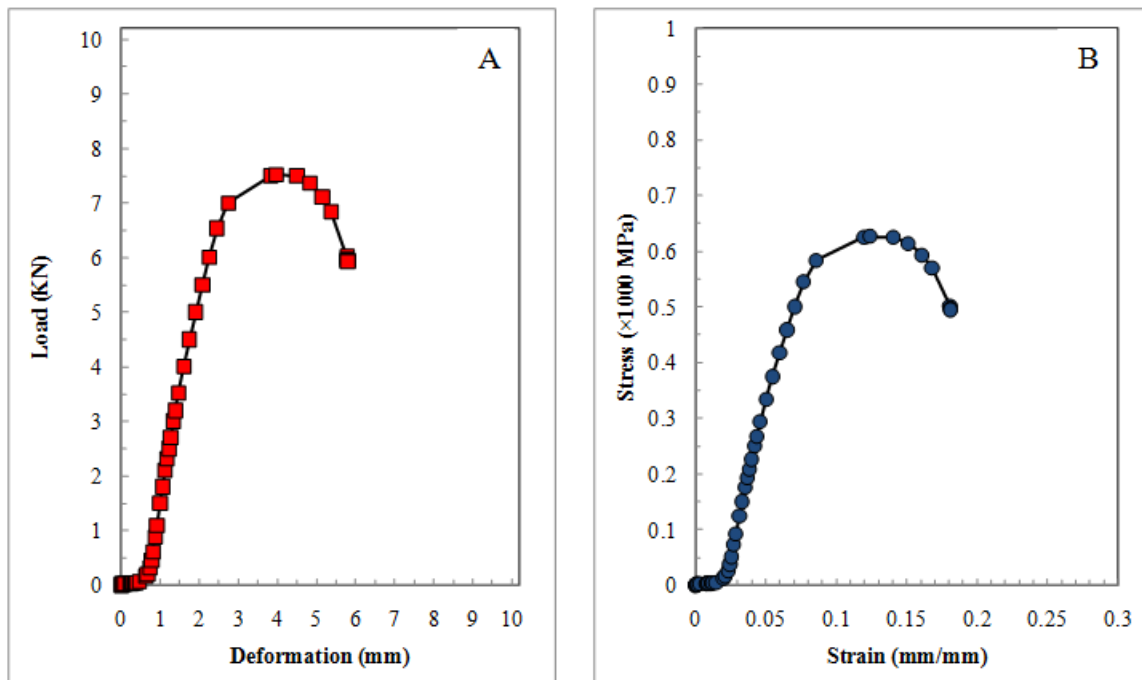 A
Load (KN)
10
9
8
7
6
5
4
3
2
1
0
0 1 2 3 4 5 6 7 8 9 10
Deformation (mm)
B
Stress (×1000 MPa)
1
0.9
0.8
0.7
0.6
0.5
0.4
0.3
0.2
0.1
0
0 0.05 0.1 0.15 0.2 0.25 0.3
Strain (mm/mm)